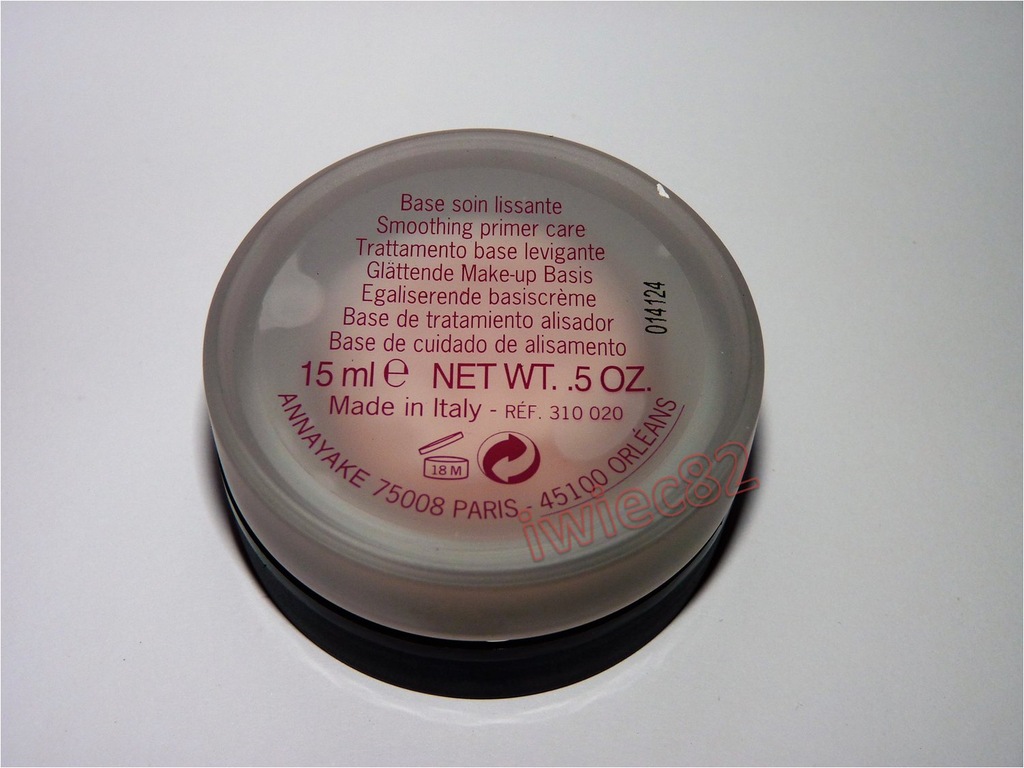 Base soin lissante
Smoothing primer care
Trattamento base levigante
Glättende Make-up Basis
Egaliserende basiscrème
Base de tratamiento alisador
Base de cuidado de alisamento
15 ml e NET WT. .5 OZ.
Made in Italy - RÉF. 310 020
18 M
ANNAYAKE 75008 PARIS - 45100 ORLÉANS
014124
iwiec82